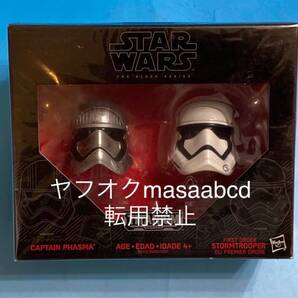 STAR
WARS
THE BLACK SERIES
ヤフオクmasaabcd
転用禁止
CAPTAIN PHASMA
AGE • EDAD • IDADE 4+
FIRST ORDER
STORMTROOPER
DU PREMIER ORDRE
Hasbro